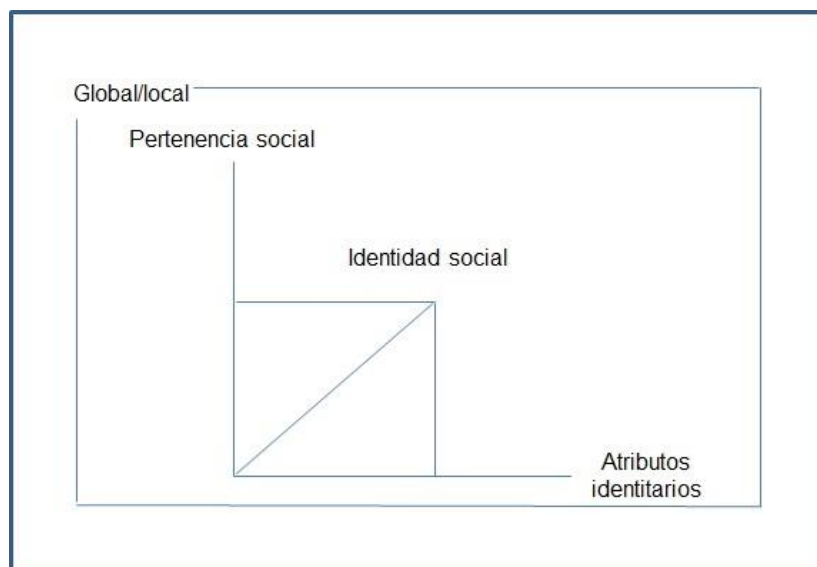 Global/local
Pertenencia social
Identidad social
Atributos
identitarios